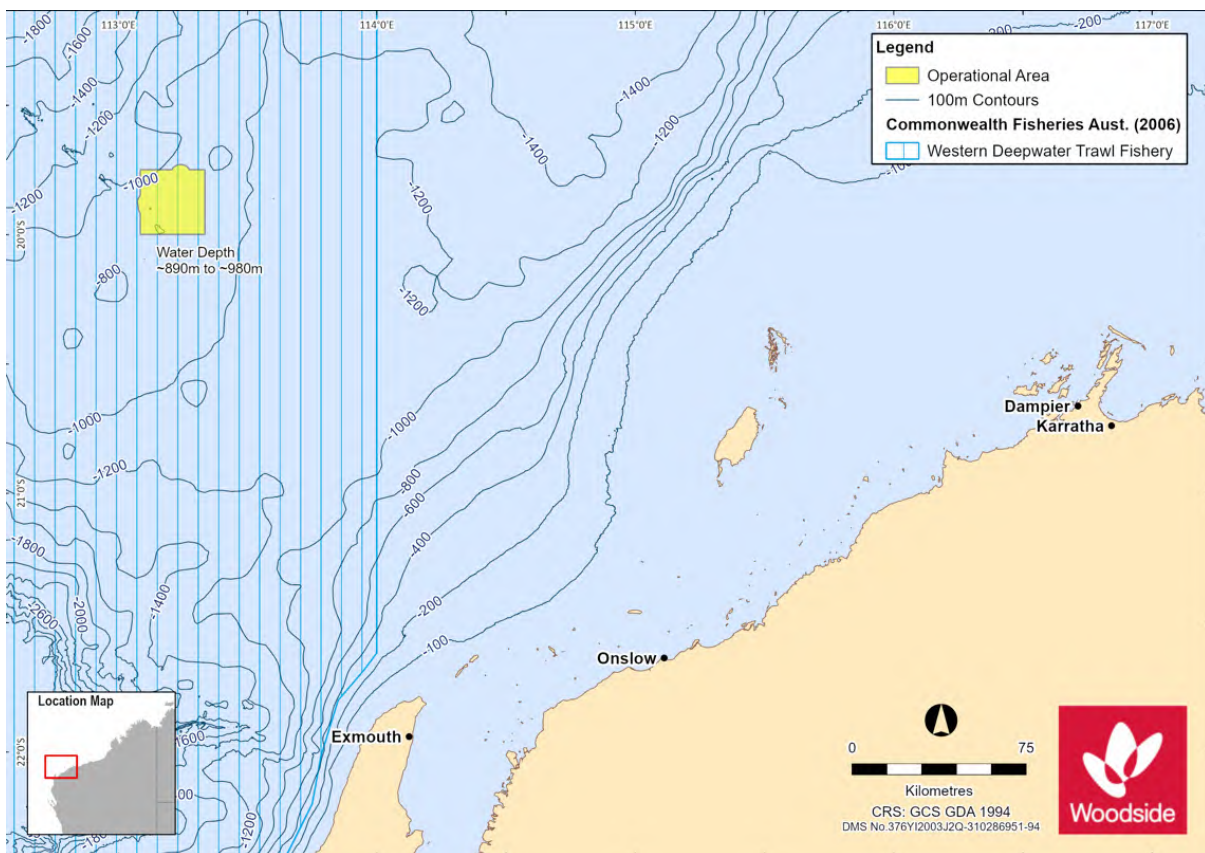 113°0'E
114°0'E
115°0'E
116°0'E
117°0'E
-1800
-1600
-1400
-1200
-1000
-1200
-800
-1000
-1200
-1800
-2000
-2600
-1400
-1400
-1400
-1200
-1200
-1200
-1000
-800
-600
-400
-200
-100
-200
-1200
20°0'S
21°0'S
22°0'S
Water Depth
~890m to ~980m
Legend
Operational Area
100m Contours
Commonwealth Fisheries Aust. (2006)
Western Deepwater Trawl Fishery
Dampier
Karratha
Onslow
Exmouth
Location Map
0 75
Kilometres
CRS: GCS GDA 1994
DMS No.376YI2003J2Q-310286951-94
Woodside